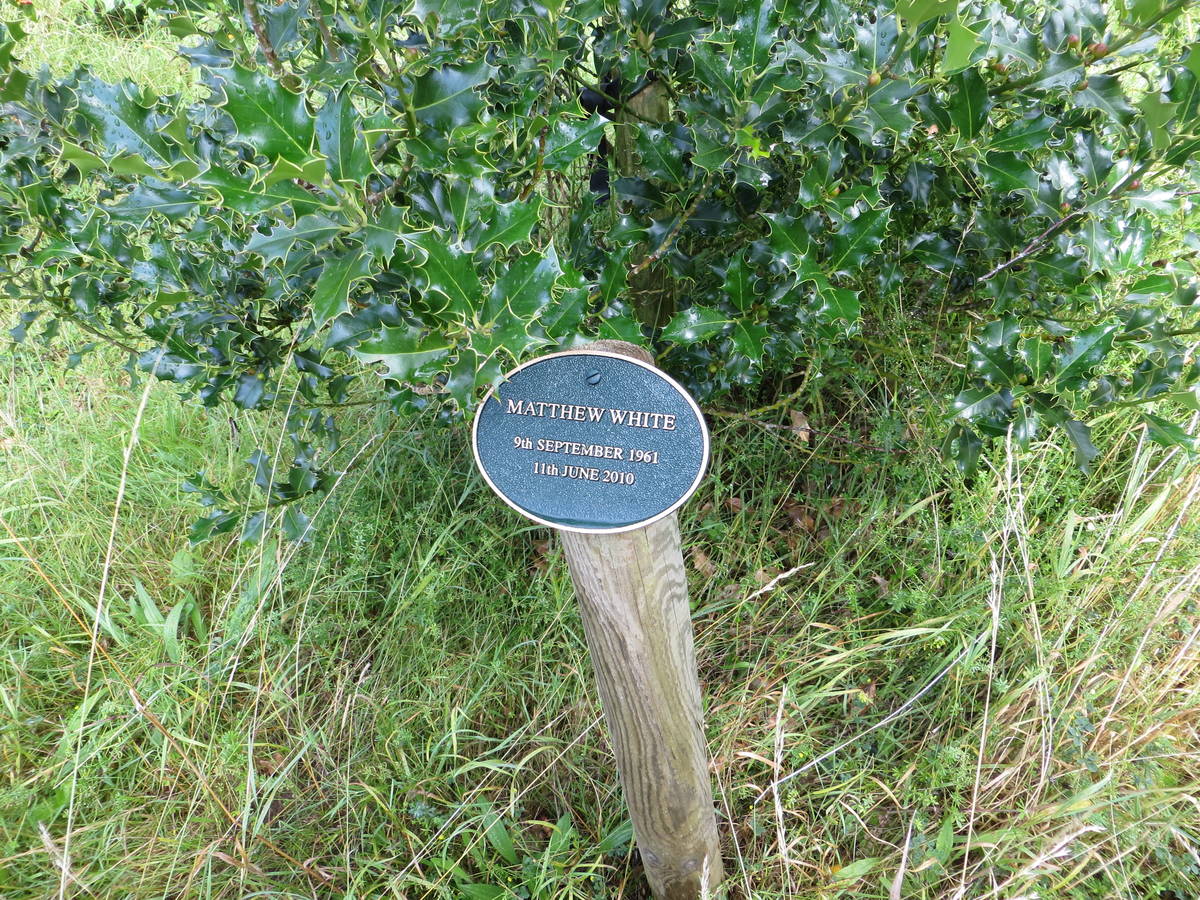 MATTHEW WHITE
9th SEPTEMBER 1961
11th JUNE 2010